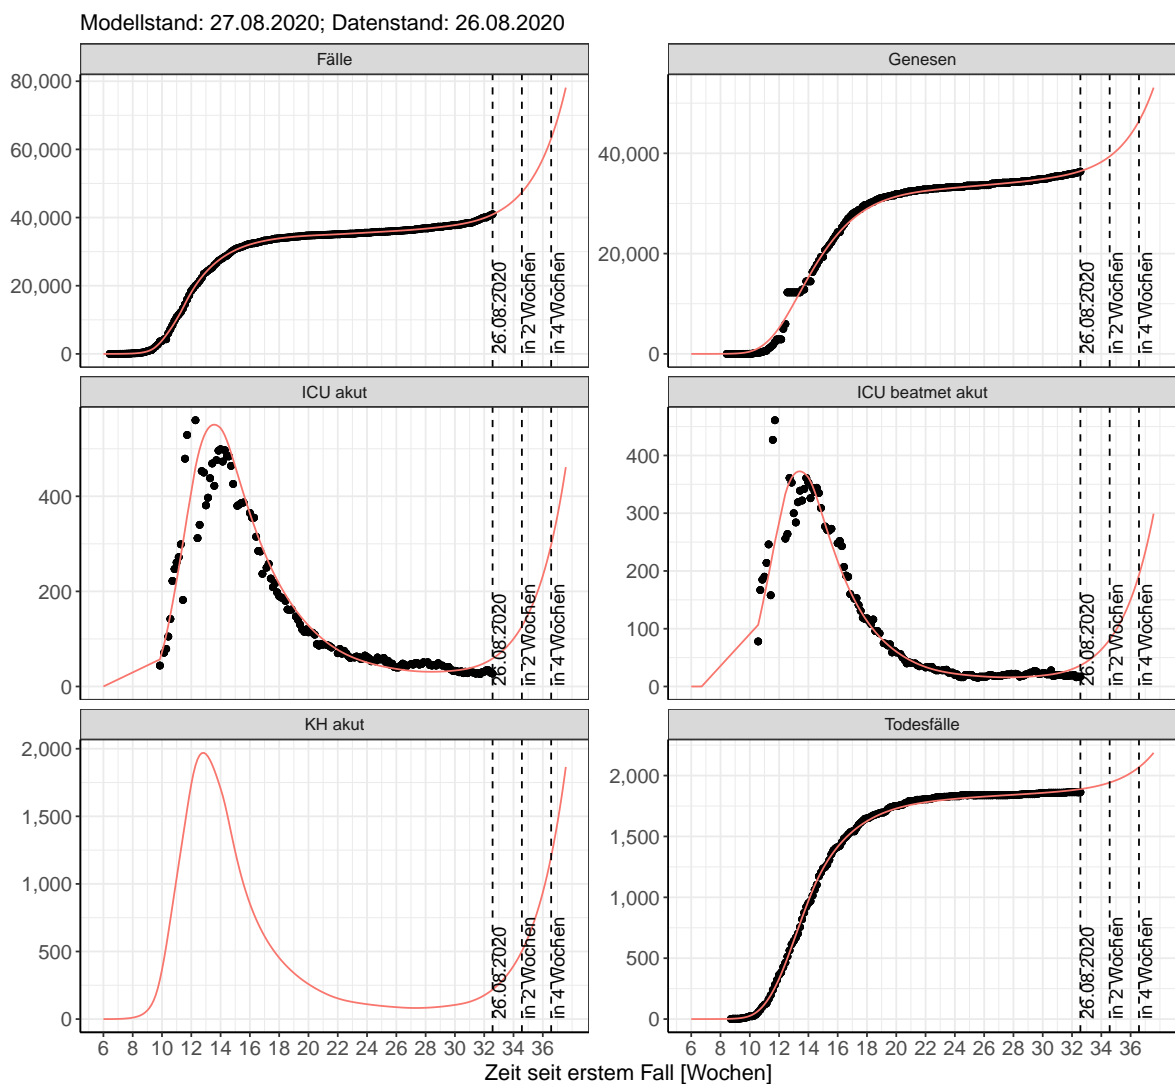 Modellstand: 27.08.2020; Datenstand: 26.08.2020
Fälle
Genesen
80,000
60,000
40,000
20,000
0
26.08.2020
in 2 Wochen
in 4 Wochen
40,000
20,000
0
26.08.2020
in 2 Wochen
in 4 Wochen
ICU akut
ICU beatmet akut
400
200
0
26.08.2020
in 2 Wochen
in 4 Wochen
400
300
200
100
0
26.08.2020
in 2 Wochen
in 4 Wochen
KH akut
Todesfälle
2,000
1,500
1,000
500
0
26.08.2020
in 2 Wochen
in 4 Wochen
2,000
1,500
1,000
500
0
26.08.2020
in 2 Wochen
in 4 Wochen
6 8 10 12 14 16 18 20 22 24 26 28 30 32 34 36
6 8 10 12 14 16 18 20 22 24 26 28 30 32 34 36
Zeit seit erstem Fall [Wochen]